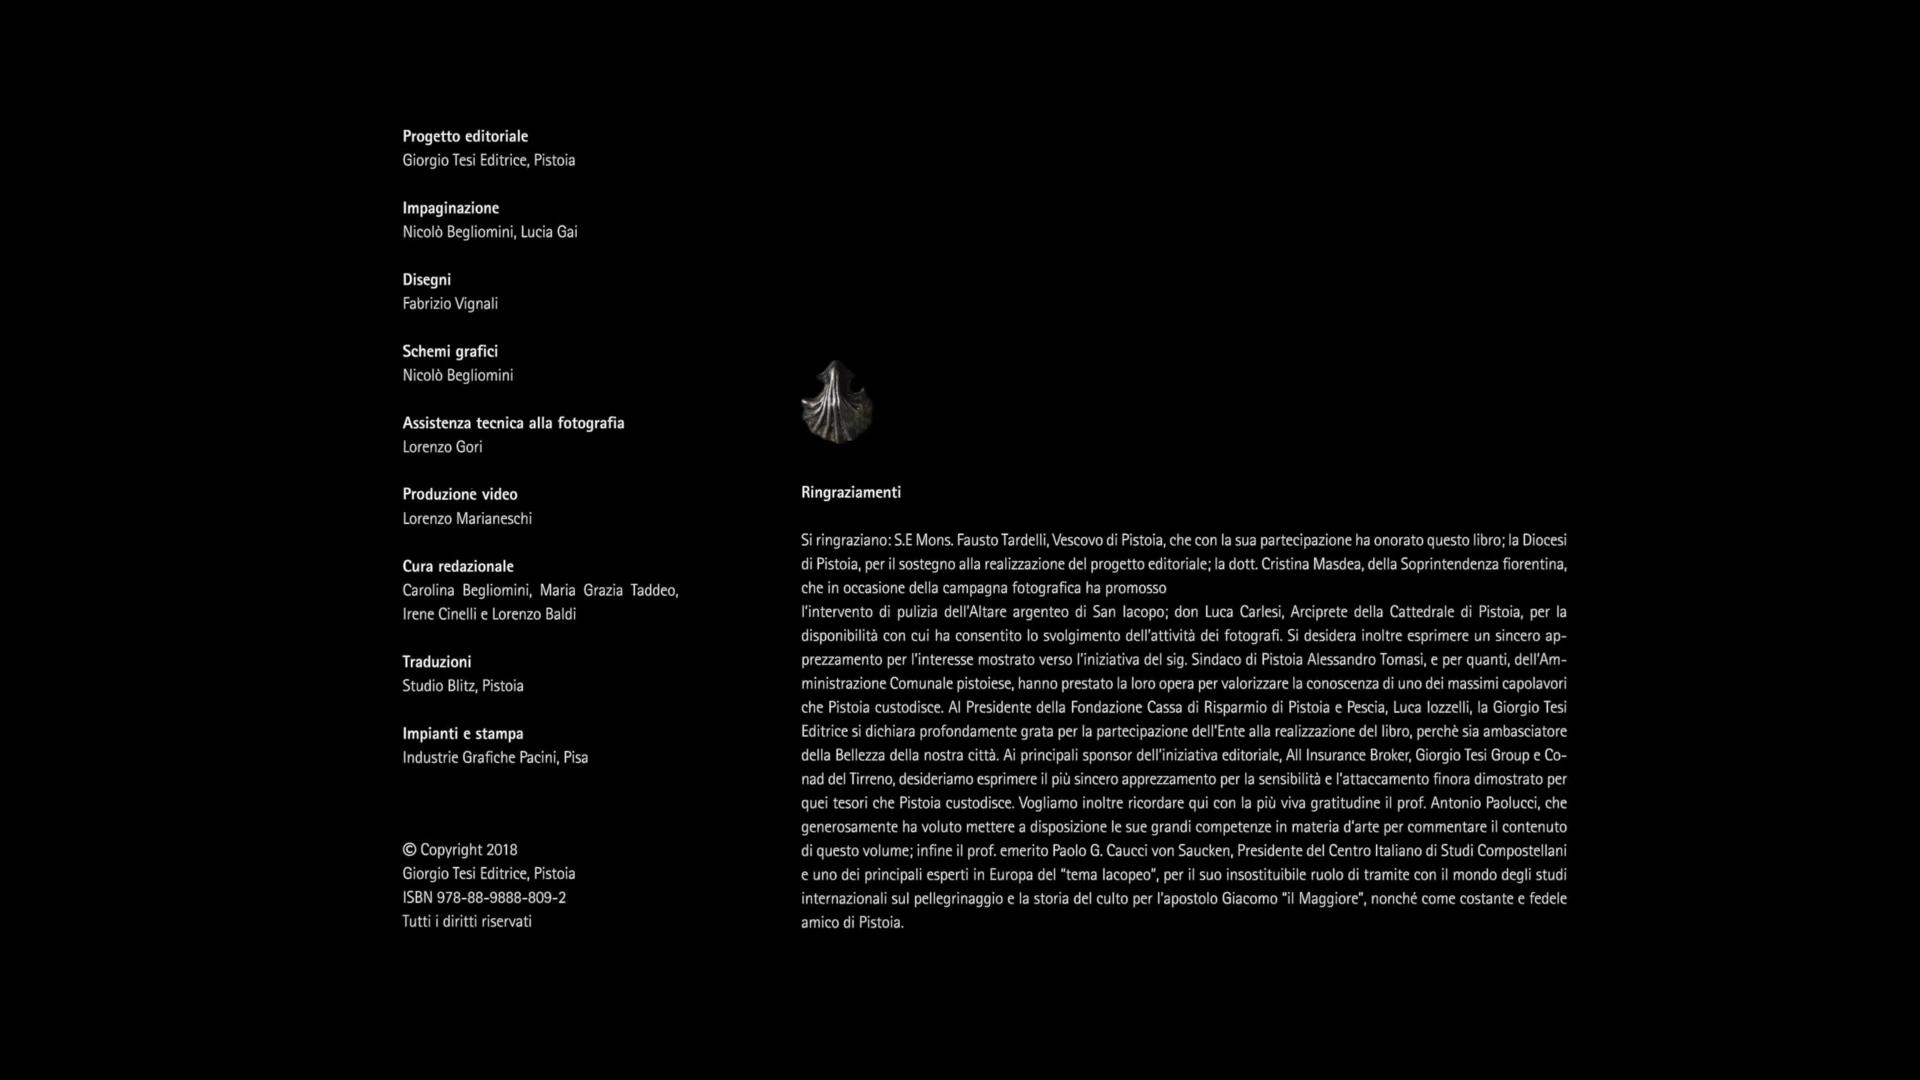 Progetto editoriale
Giorgio Tesi Editrice, Pistoia
Impaginazione
Nicolò Begliomini, Lucia Gai
Disegni
Fabrizio Vignali
Schemi grafici
Nicolò Begliomini
Assistenza tecnica alla fotografia
Lorenzo Gori
Produzione video
Lorenzo Marianeschi
Cura redazionale
Carolina Begliomini, Maria Grazia Taddeo,
Irene Cinelli e Lorenzo Baldi
Traduzioni
Studio Blitz, Pistoia
Impianti e stampa
Industrie Grafiche Pacini, Pisa
© Copyright 2018
Giorgio Tesi Editrice, Pistoia
ISBN 978-88-9888-809-2
Tutti i diritti riservati
Ringraziamenti
Si ringraziano: S.E Mons. Fausto Tardelli, Vescovo di Pistoia, che con la sua partecipazione ha onorato questo libro; la Diocesi
di Pistoia, per il sostegno alla realizzazione del progetto editoriale; la dott. Cristina Masdea, della Soprintendenza fiorentina,
che in occasione della campagna fotografica ha promosso
l'intervento di pulizia dell'Altare argenteo di San Iacopo; don Luca Carlesi, Arciprete della Cattedrale di Pistoia, per la
disponibilità con cui ha consentito lo svolgimento dell'attività dei fotografi. Si desidera inoltre esprimere un sincero ap-
prezzamento per l'interesse mostrato verso l'iniziativa del sig. Sindaco di Pistoia Alessandro Tomasi, e per quanti, dell'Am-
ministrazione Comunale pistoiese, hanno prestato la loro opera per valorizzare la conoscenza di uno dei massimi capolavori
che Pistoia custodisce. Al Presidente della Fondazione Cassa di Risparmio di Pistoia e Pescia, Luca Iozzelli, la Giorgio Tesi
Editrice si dichiara profondamente grata per la partecipazione dell'Ente alla realizzazione del libro, perchè sia ambasciatore
della Bellezza della nostra città. Ai principali sponsor dell'iniziativa editoriale, All Insurance Broker, Giorgio Tesi Group e Co-
nad del Tirreno, desideriamo esprimere il più sincero apprezzamento per la sensibilità e l'attaccamento finora dimostrato per
quei tesori che Pistoia custodisce. Vogliamo inoltre ricordare qui con la più viva gratitudine il prof. Antonio Paolucci, che
generosamente ha voluto mettere a disposizione le sue grandi competenze in materia d'arte per commentare il contenuto
di questo volume; infine il prof. emerito Paolo G. Caucci von Saucken, Presidente del Centro Italiano di Studi Compostellani
e uno dei principali esperti in Europa del "tema Iacopeo", per il suo insostituibile ruolo di tramite con il mondo degli studi
internazionali sul pellegrinaggio e la storia del culto per l'apostolo Giacomo "il Maggiore", nonché come costante e fedele
amico di Pistoia.